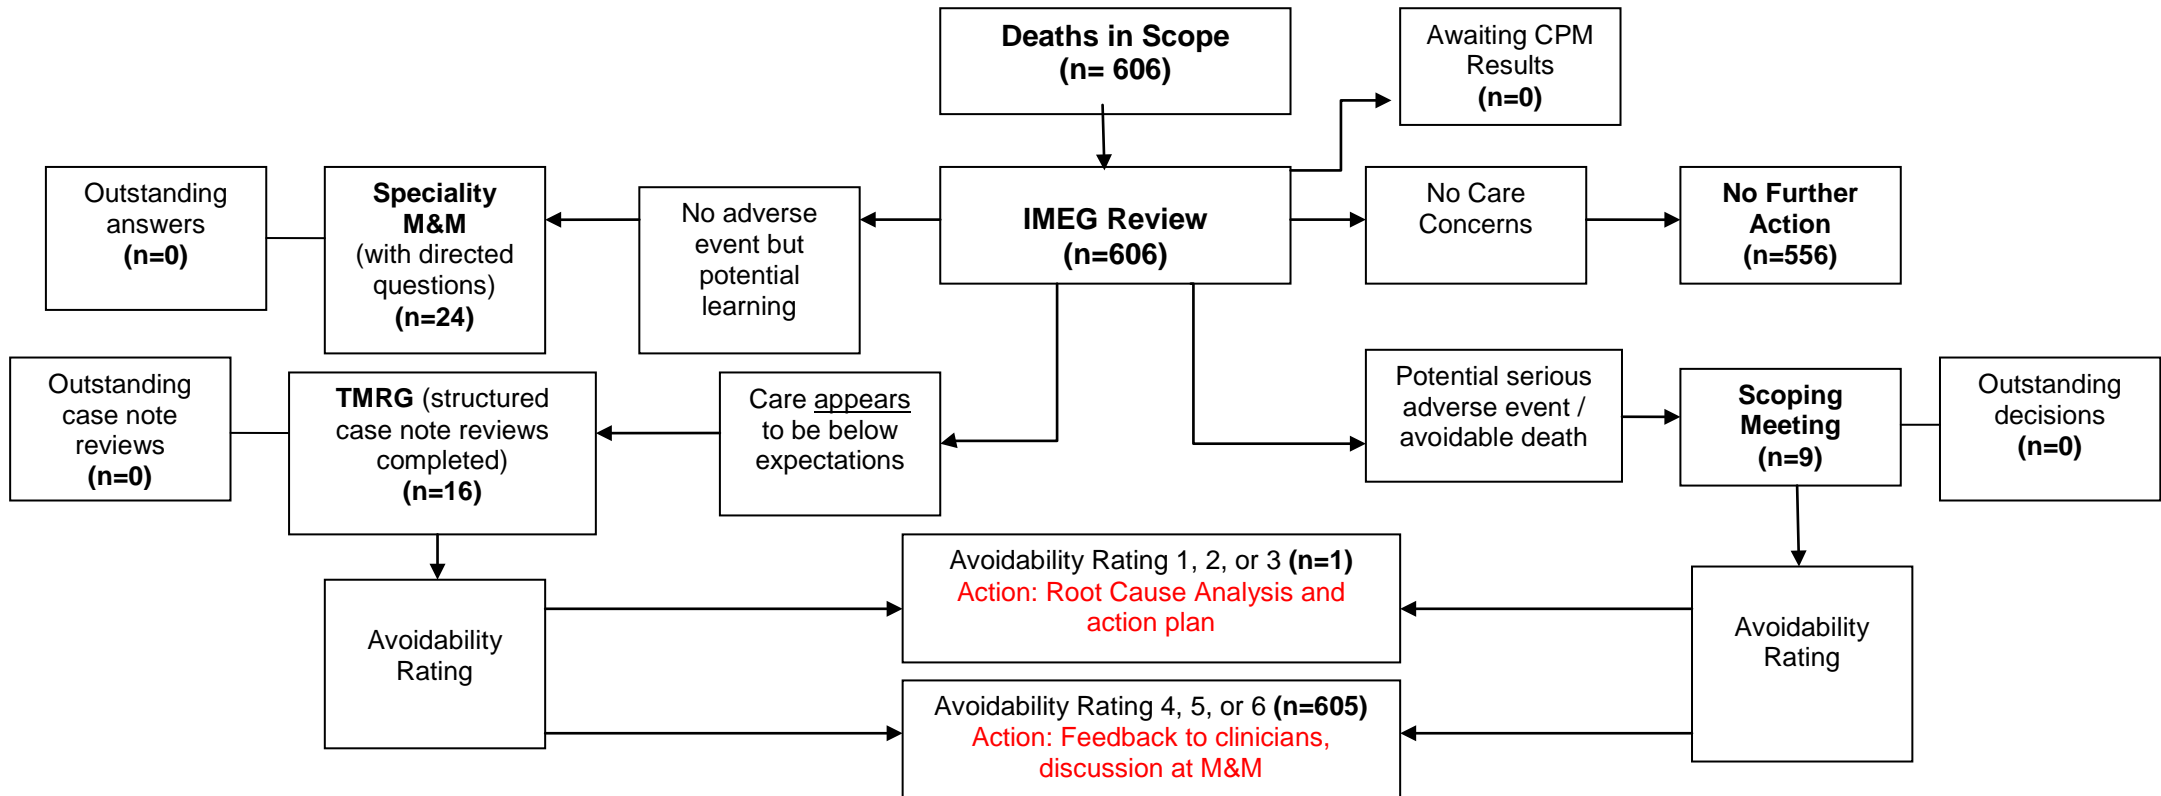 Deaths in Scope
(n= 606)
Awaiting CPM
Results
(n=0)
Outstanding
answers
(n=0)
Speciality
M&M
(with directed
questions)
(n=24)
No adverse
event but
potential
learning
IMEG Review
(n=606)
No Care
Concerns
No Further
Action
(n=556)
Outstanding
case note
reviews
(n=0)
TMRG (structured
case note reviews
completed)
(n=16)
Care appears
to be below
expectations
Potential serious
adverse event /
avoidable death
Scoping
Meeting
(n=9)
Outstanding
decisions
(n=0)
Avoidability
Rating
Avoidability Rating 1, 2, or 3 (n=1)
Action: Root Cause Analysis and
action plan
Avoidability
Rating
Avoidability Rating 4, 5, or 6 (n=605)
Action: Feedback to clinicians,
discussion at M&M